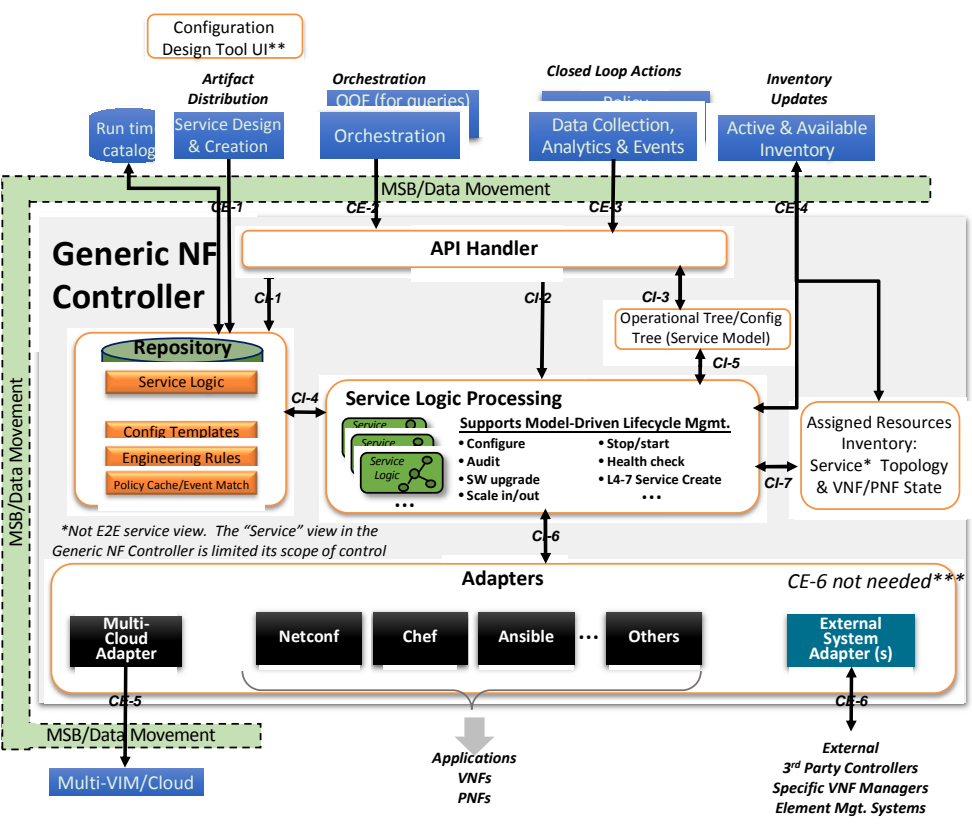 Configuration
Design Tool UI**
Artifact
Distribution
Orchestration
Closed Loop Actions
Inventory
Updates
Run time
catalog
Service Design
& Creation
OOF (for queries)
Orchestration
Policy
Data Collection,
Analytics & Events
Active & Available
Inventory
MSB/Data Movement
CE-1
CE-2
CE-3
CE-4
Generic NF
Controller
API Handler
CI-1
CI-2
CI-3
Operational Tree/Config
Tree (Service Model)
CI-5
Repository
Service Logic
Config Templates
Engineering Rules
Policy Cache/Event Match
CI-4
Service Logic Processing
Service
Service
Service
Logic
...
Supports Model-Driven Lifecycle Mgmt.
• Configure
• Audit
• SW upgrade
• Scale in/out
• Stop/start
• Health check
• L4-7 Service Create
...
CI-7
Assigned Resources
Inventory:
Service* Topology
& VNF/PNF State
MSB/Data Movement
*Not E2E service view. The “Service” view in the
Generic NF Controller is limited its scope of control
CI-6
Adapters
CE-6 not needed***
Multi-
Cloud
Adapter
Netconf
Chef
Ansible
...
Others
External
System
Adapter (s)
CE-5
CE-6
MSB/Data Movement
Multi-VIM/Cloud
Applications
VNFs
PNFs
External
3rd Party Controllers
Specific VNF Managers
Element Mgt. Systems